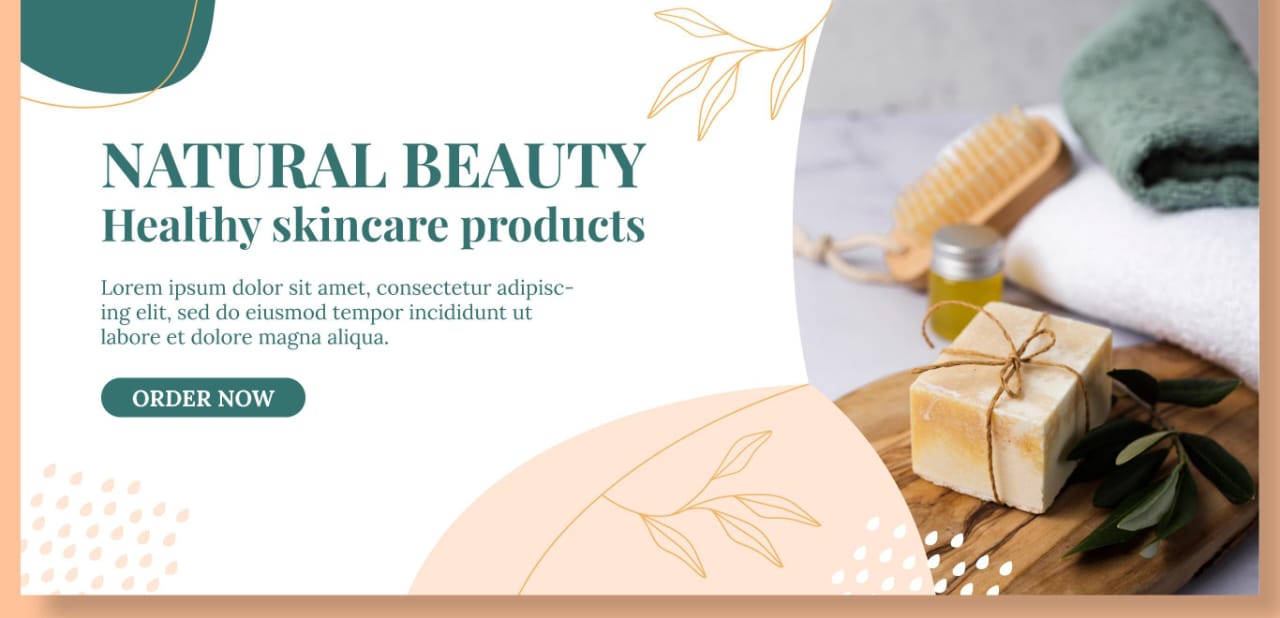 NATURAL BEAUTY
Healthy skincare products
Lorem ipsum dolor sit amet, consectetur adipisc-
ing elit, sed do eiusmod tempor incididunt ut
labore et dolore magna aliqua.
ORDER NOW